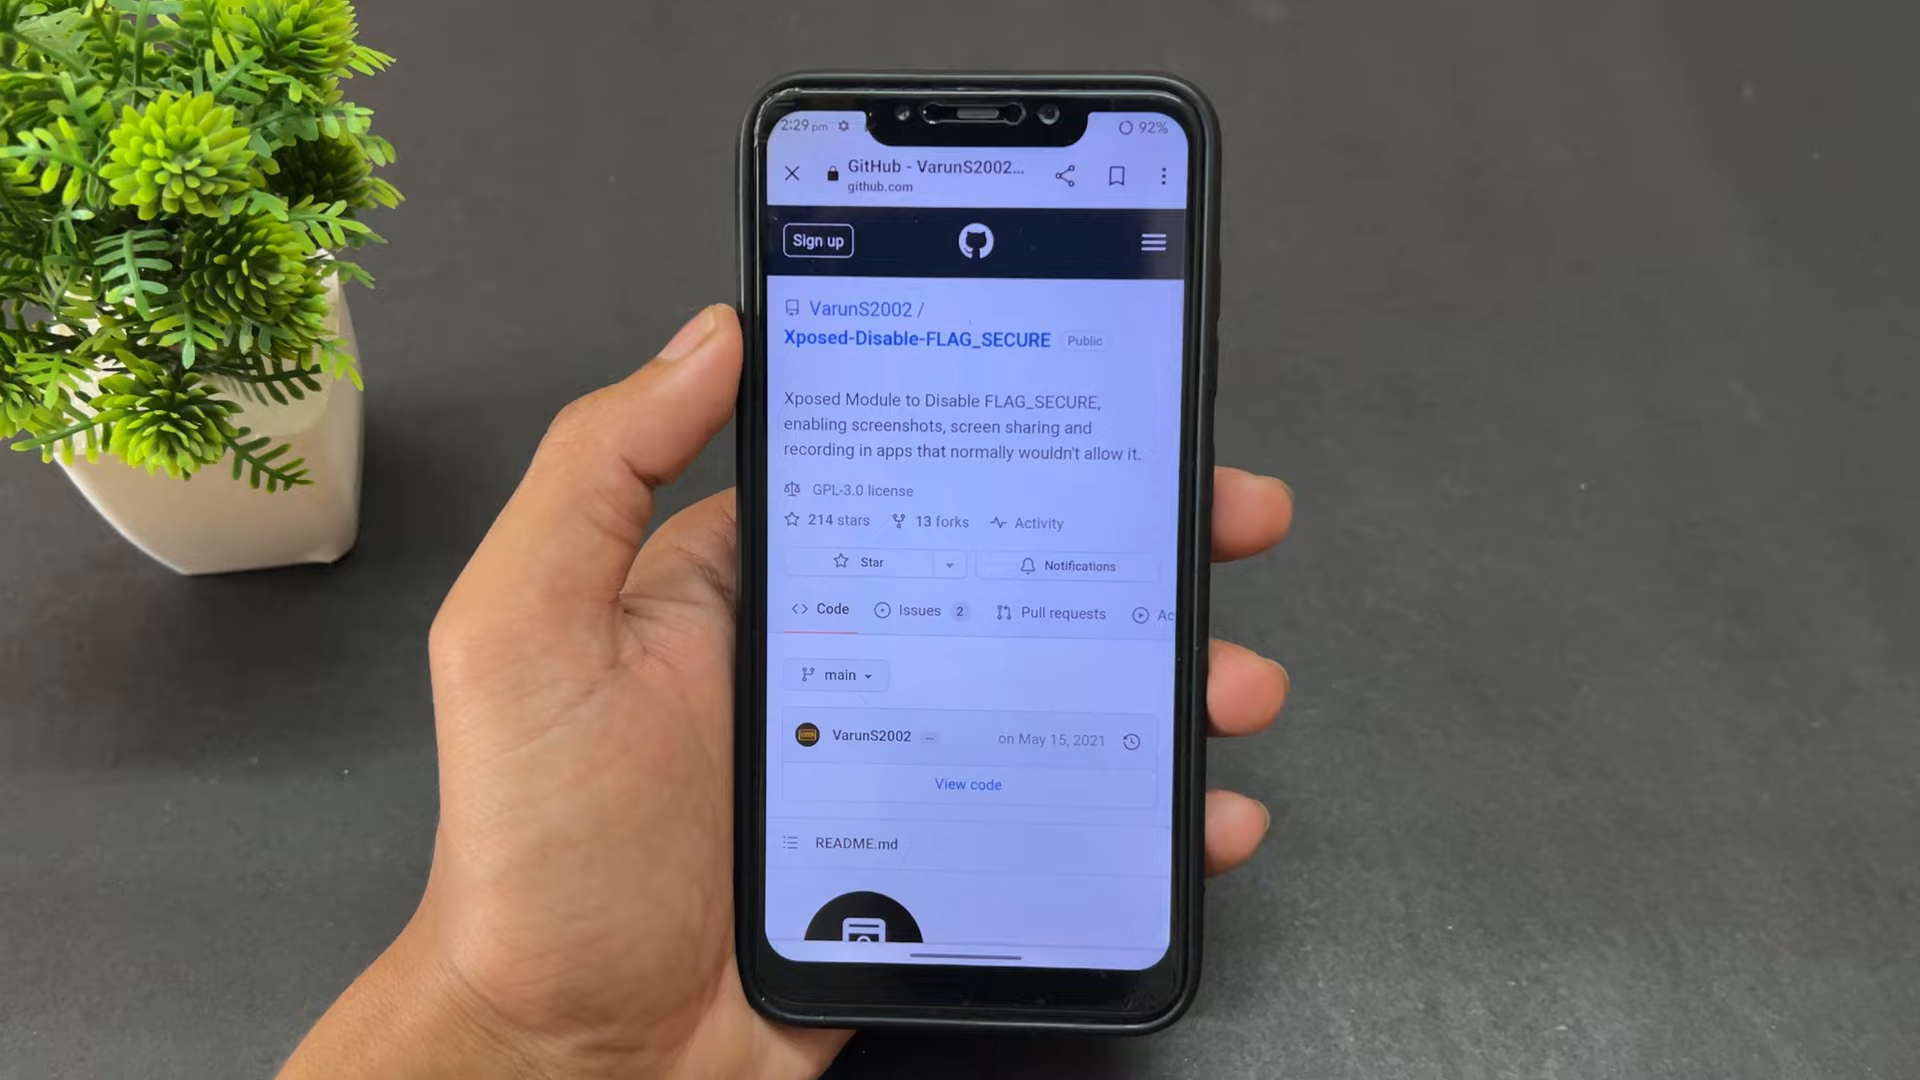 2:29 pm 92%
GitHub - VarunS2002...
github.com
Sign up
VarunS2002 /
Xposed-Disable-FLAG_SECURE Public
Xposed Module to Disable FLAG_SECURE,
enabling screenshots, screen sharing and
recording in apps that normally wouldn't allow it.
GPL-3.0 license
214 stars 13 forks Activity
Star Notifications
Code Issues 2 Pull requests Ac
main
VarunS2002 ... on May 15, 2021
View code
README.md